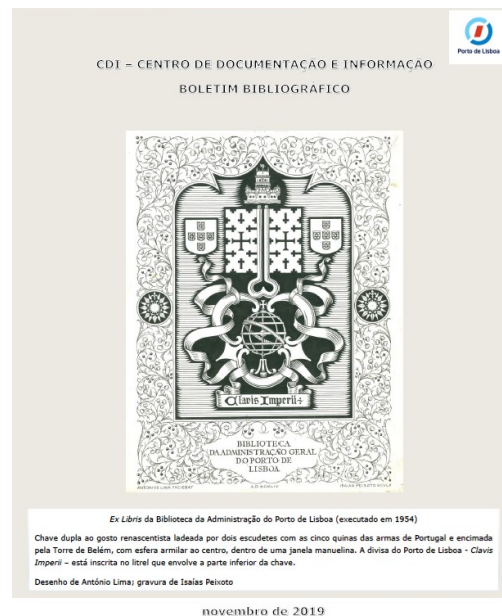 Porto de Lisboa
CDI – CENTRO DE DOCUMENTAÇÃO E INFORMAÇÃO
BOLETIM BIBLIOGRAFICO
Clavis Imperii
BIBLIOTECA
DA ADMINISTRAÇÃO GERAL
DO PORTO DE
LISBOA
Ex Libris da Biblioteca da Administração do Porto de Lisboa (executado em 1954)
Chave dupla ao gosto renascentista ladeada por dois escudetes com as cinco quinas das armas de Portugal e encimada
pela Torre de Belém, com esfera armilar ao centro, dentro de uma janela manuelina. A divisa do Porto de Lisboa - Clavis
Imperii – está inscrita no litrel que envolve a parte inferior da chave.
Desenho de António Lima; gravura de Isaías Peixoto
novembro de 2019